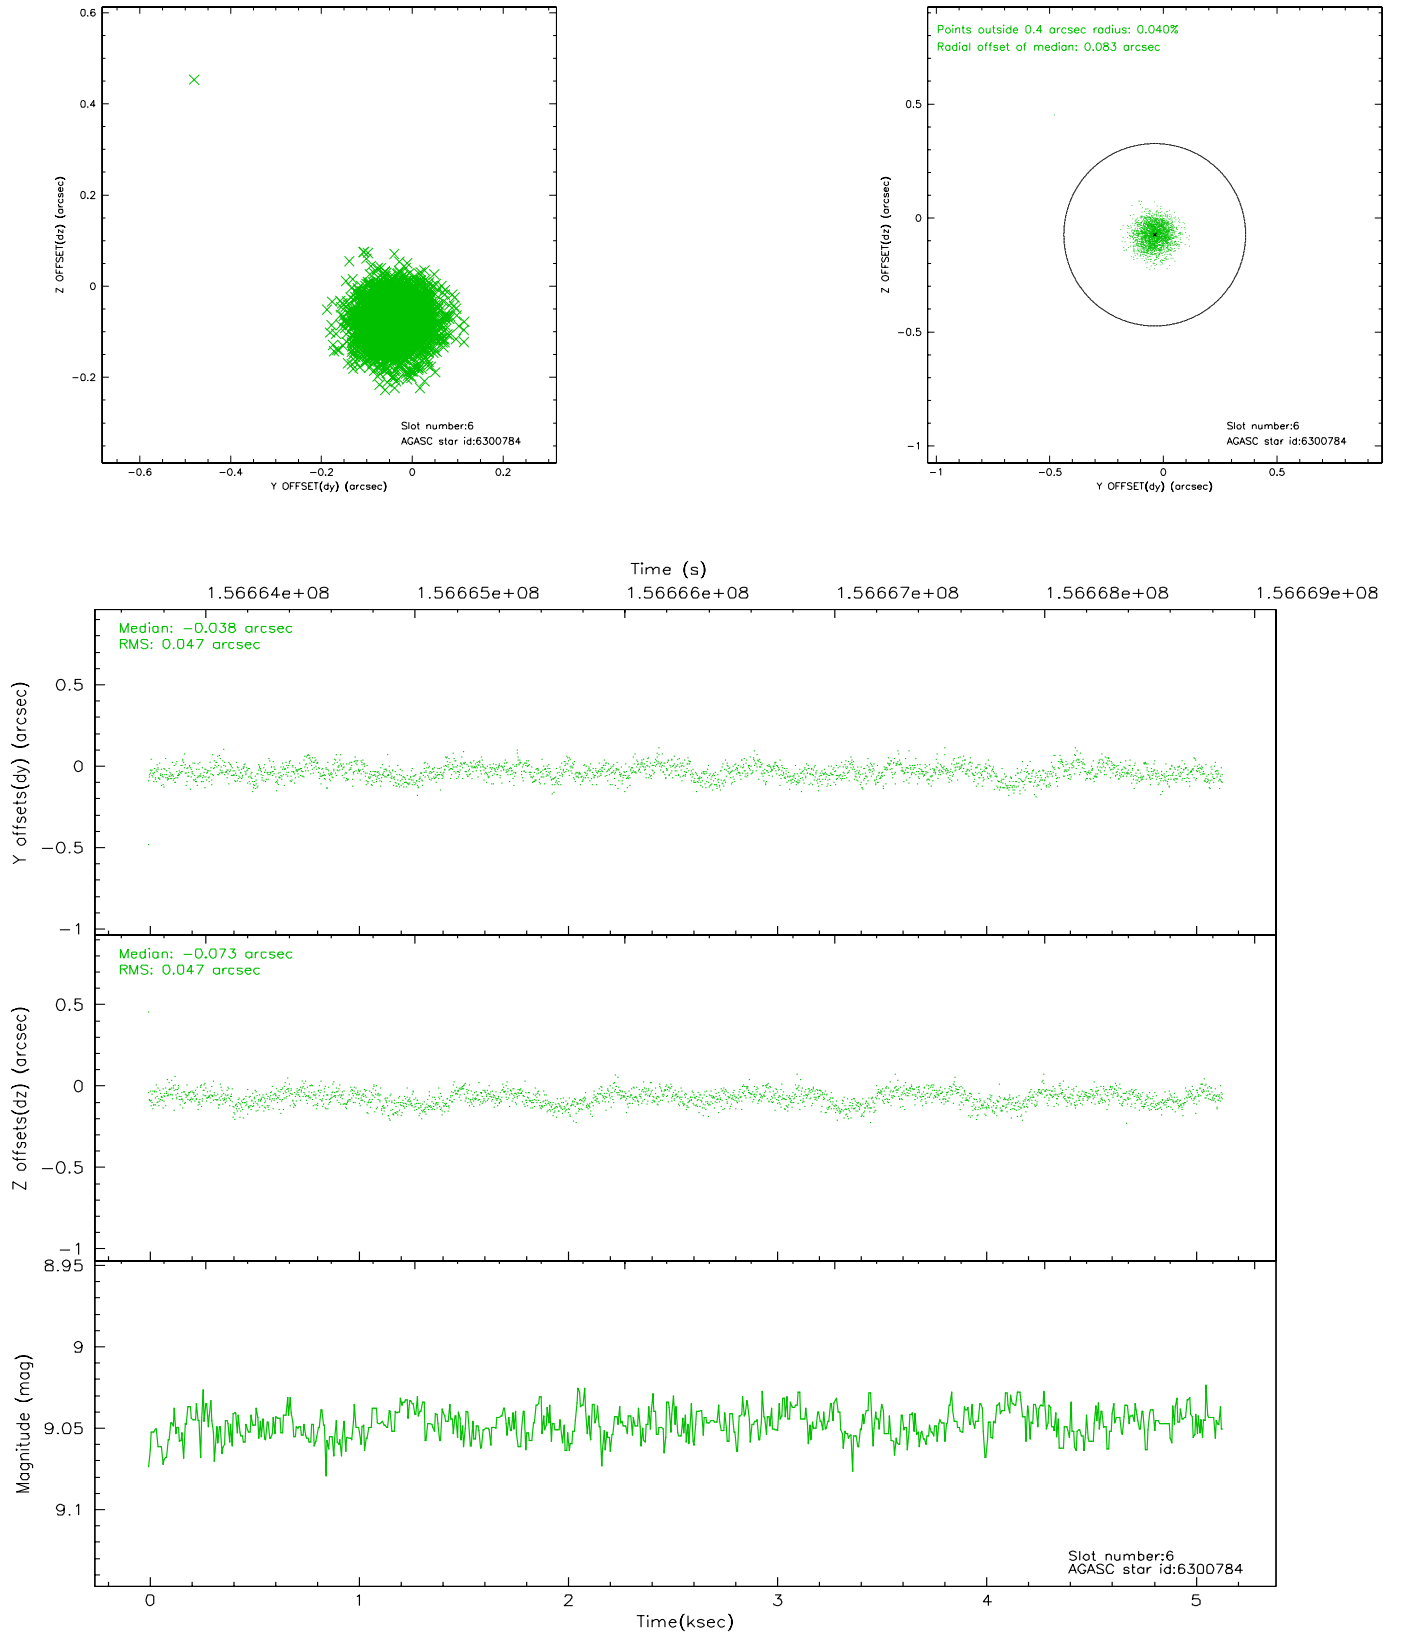 0.6
0.4
0.2
0
−0.2
Z OFFSET(dz) (arcsec)
Slot number:6
AGASC star id:6300784
−0.6 −0.4 −0.2 0 0.2
Y OFFSET(dy) (arcsec)
Points outside 0.4 arcsec radius: 0.040%
Radial offset of median: 0.083 arcsec
0.5
0
−0.5
−1
Z OFFSET(dz) (arcsec)
Slot number:6
AGASC star id:6300784
−1 −0.5 0 0.5
Y OFFSET(dy) (arcsec)
Time (s)
1.56664e+08 1.56665e+08 1.56666e+08 1.56667e+08 1.56668e+08 1.56669e+08
Median: −0.038 arcsec
RMS: 0.047 arcsec
0.5
0
−0.5
−1
Y offsets(dy) (arcsec)
Median: −0.073 arcsec
RMS: 0.047 arcsec
0.5
0
−0.5
−1
Z offsets(dz) (arcsec)
8.95
9
9.05
9.1
Magnitude (mag)
Slot number:6
AGASC star id:6300784
0 1 2 3 4 5
Time(ksec)